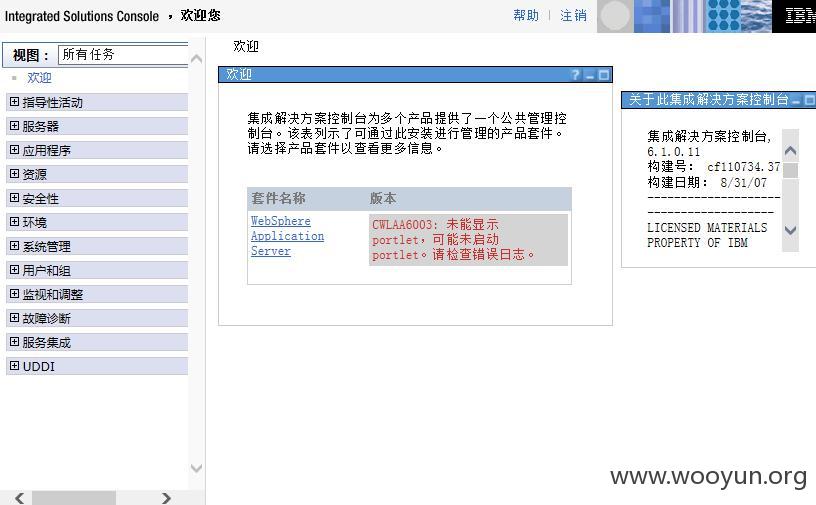 Integrated Solutions Console ，欢迎您
帮助 | 注销
IBM
视图：所有任务
欢迎
指导性活动
服务器
应用程序
资源
安全性
环境
系统管理
用户和组
监视和调整
故障诊断
服务集成
UDDI
欢迎
欢迎
集成解决方案控制台为多个产品提供了一个公共管理控
制台。该表列示了可通过此安装进行管理的产品套件。
请选择产品套件以查看更多信息。
套件名称 版本
WebSphere
Application
Server
CWLAA6003: 未能显示
portlet，可能未启动
portlet。请检查错误日志。
关于此集成解决方案控制台
集成解决方案控制台,
6.1.0.11
构建号： cf110734.37
构建日期： 8/31/07
--------------------
-------------------
LICENSED MATERIALS
PROPERTY OF IBM
www.wooyun.org